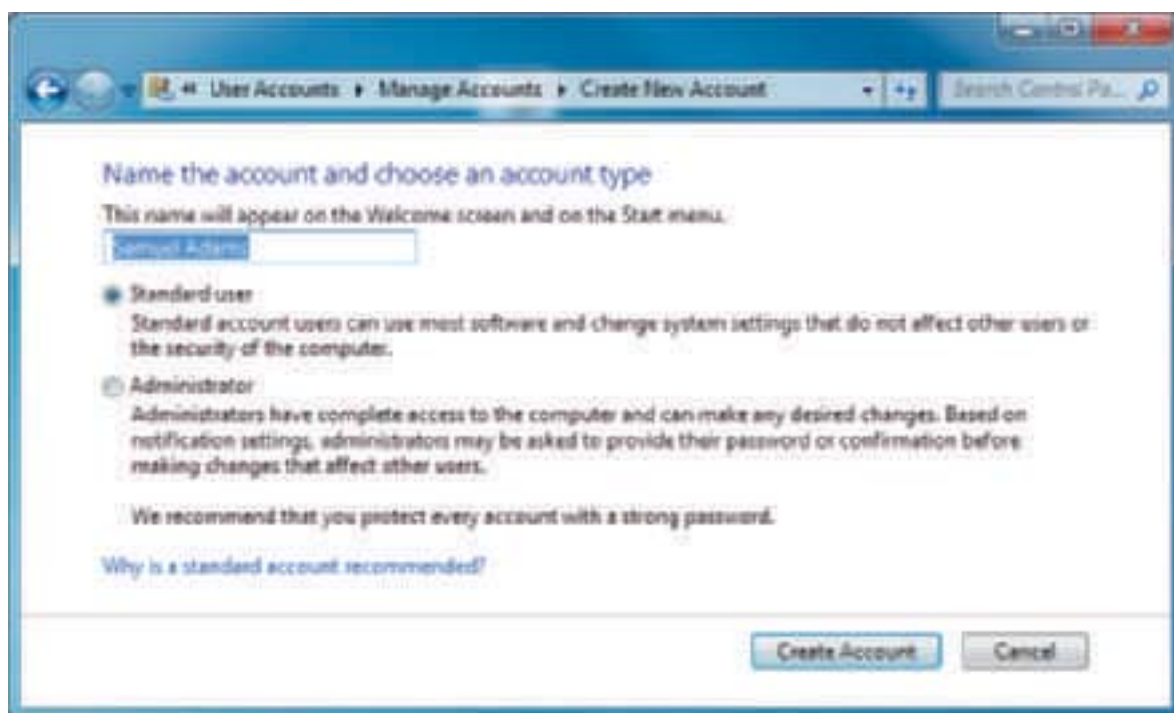 « User Accounts ▸ Manage Accounts ▸ Create New Account
Search Control Pa...
Name the account and choose an account type
This name will appear on the Welcome screen and on the Start menu.
Samuel Adams
Standard user
Standard account users can use most software and change system settings that do not affect other users or
the security of the computer.
Administrator
Administrators have complete access to the computer and can make any desired changes. Based on
notification settings, administrators may be asked to provide their password or confirmation before
making changes that affect other users.
We recommend that you protect every account with a strong password.
Why is a standard account recommended?
Create Account
Cancel